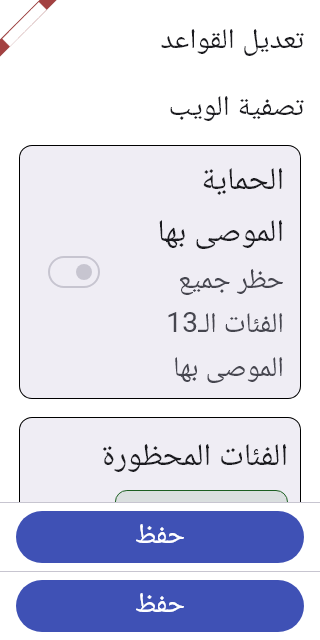 تعديل القواعد
تصفية الويب
الحماية
الموصى بها
حظر جميع
الفئات الـ13
الموصى بها
الفئات المحظورة
حفظ
حفظ